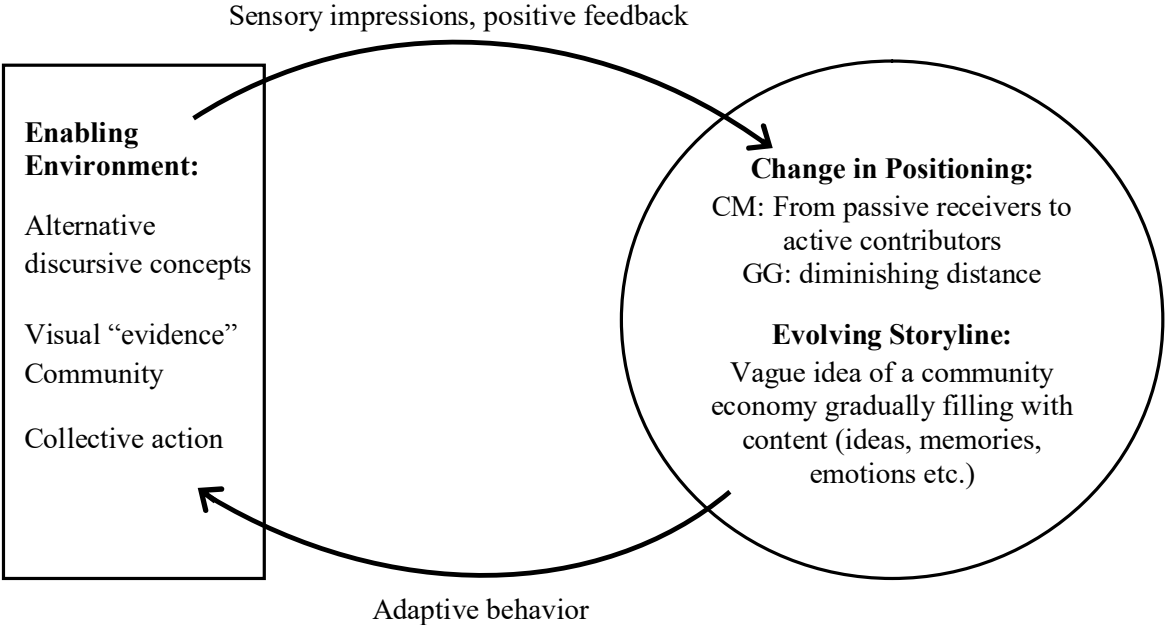 Sensory impressions, positive feedback
Enabling
Environment:
Alternative
discursive concepts
Visual “evidence”
Community
Collective action
Change in Positioning:
CM: From passive receivers to
active contributors
GG: diminishing distance
Evolving Storyline:
Vague idea of a community
economy gradually filling with
content (ideas, memories,
emotions etc.)
Adaptive behavior